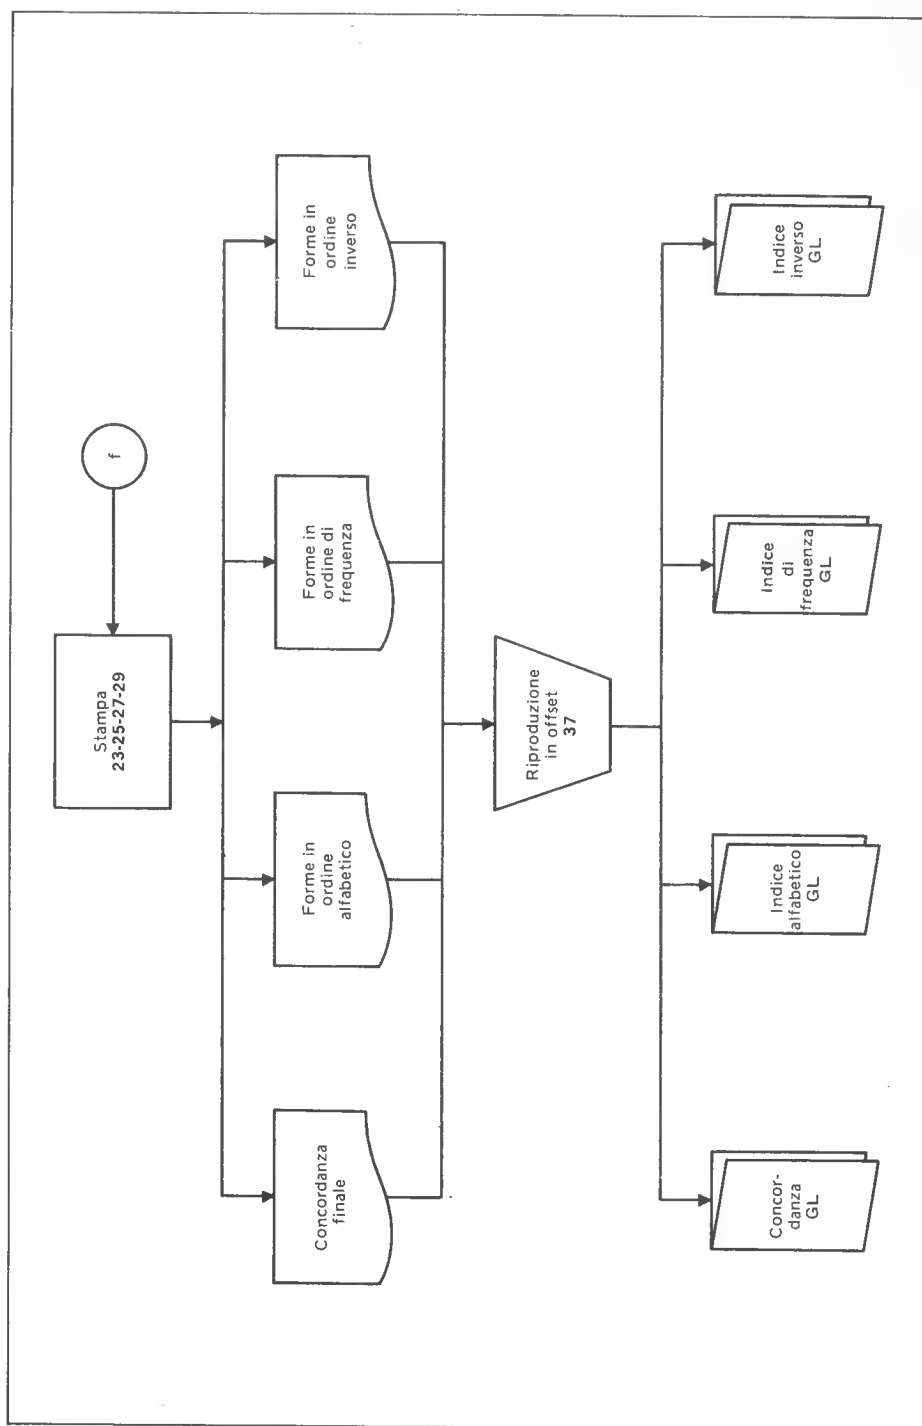 f
Stampa
23-25-27-29
Concordanza
finale
Forme in
ordine
alfabetico
Forme in
ordine di
frequenza
Forme in
ordine
inverso
Riproduzione
in offset
37
Concor-
danza
GL
Indice
alfabetico
GL
Indice
di
frequenza
GL
Indice
inverso
GL